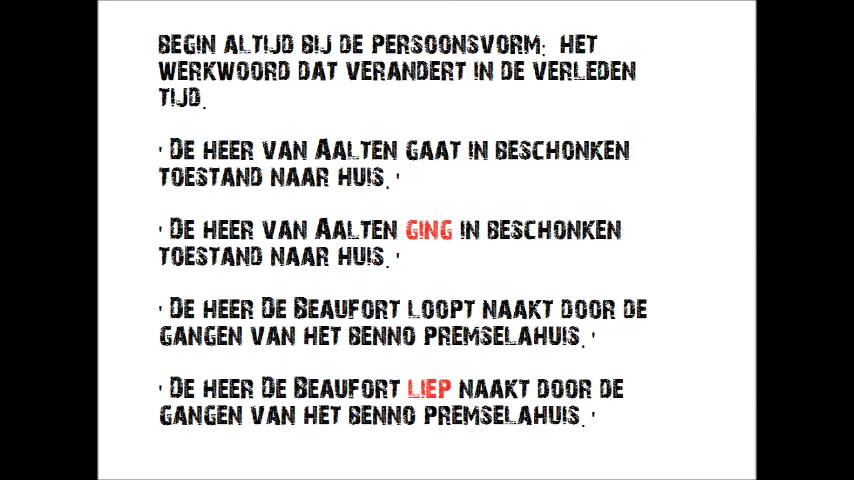 BEGIN ALTIJD BIJ DE PERSOONSVORM: HET
WERKWOORD DAT VERANDERT IN DE VERLEDEN
TIJD.
'DE HEER VAN AALTEN GAAT IN BESCHONKEN
TOESTAND NAAR HUIS.'
'DE HEER VAN AALTEN GING IN BESCHONKEN
TOESTAND NAAR HUIS.'
'DE HEER DE BEAUFORT LOOPT NAAKT DOOR DE
GANGEN VAN HET BENNO PREMSELAHUIS.'
'DE HEER DE BEAUFORT LIEP NAAKT DOOR DE
GANGEN VAN HET BENNO PREMSELAHUIS.'